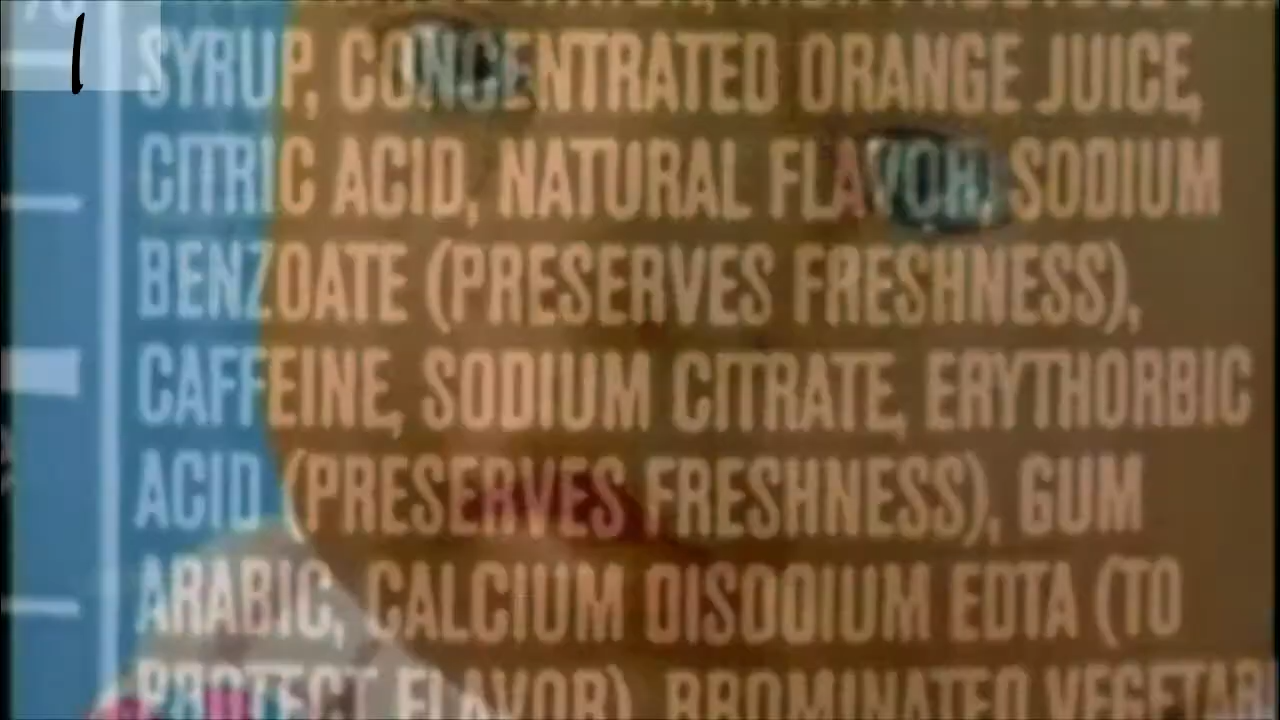 1
SYRUP, CONCENTRATED ORANGE JUICE,
CITRIC ACID, NATURAL FLAVOR, SODIUM
BENZOATE (PRESERVES FRESHNESS),
CAFFEINE, SODIUM CITRATE, ERYTHORBIC
ACID (PRESERVES FRESHNESS), GUM
ARABIC, CALCIUM DISODIUM EDTA (TO
PROTECT FLAVOR), BROMINATED VEGETAB